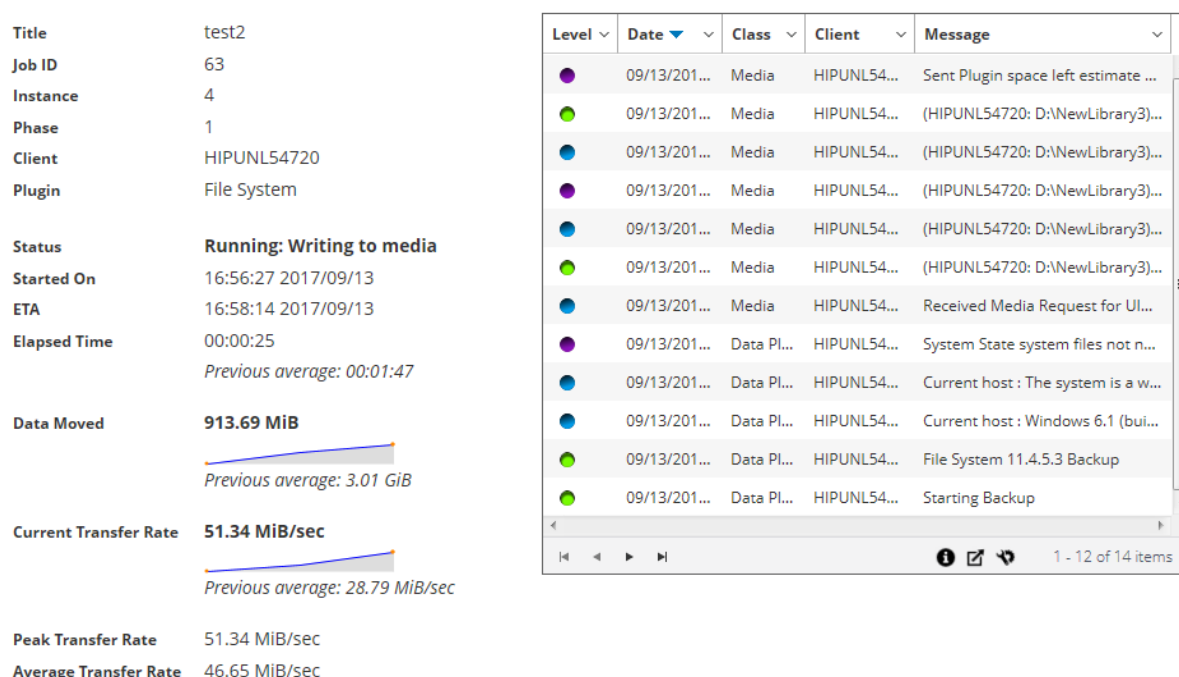 Title test2
Job ID 63
Instance 4
Phase 1
Client HIPUNL54720
Plugin File System
Status Running: Writing to media
Started On 16:56:27 2017/09/13
ETA 16:58:14 2017/09/13
Elapsed Time 00:00:25
Previous average: 00:01:47
Data Moved 913.69 MiB
Previous average: 3.01 GiB
Current Transfer Rate 51.34 MiB/sec
Previous average: 28.79 MiB/sec
Peak Transfer Rate 51.34 MiB/sec
Average Transfer Rate 46.65 MiB/sec
Level Date Class Client Message
09/13/201... Media HIPUNL54... Sent Plugin space left estimate ...
09/13/201... Media HIPUNL54... (HIPUNL54720: D:\NewLibrary3)...
09/13/201... Media HIPUNL54... (HIPUNL54720: D:\NewLibrary3)...
09/13/201... Media HIPUNL54... (HIPUNL54720: D:\NewLibrary3)...
09/13/201... Media HIPUNL54... (HIPUNL54720: D:\NewLibrary3)...
09/13/201... Media HIPUNL54... (HIPUNL54720: D:\NewLibrary3)...
09/13/201... Media HIPUNL54... Received Media Request for UI...
09/13/201... Data Pl... HIPUNL54... System State system files not n...
09/13/201... Data Pl... HIPUNL54... Current host : The system is a w...
09/13/201... Data Pl... HIPUNL54... Current host : Windows 6.1 (bui...
09/13/201... Data Pl... HIPUNL54... File System 11.4.5.3 Backup
09/13/201... Data Pl... HIPUNL54... Starting Backup
1 - 12 of 14 items